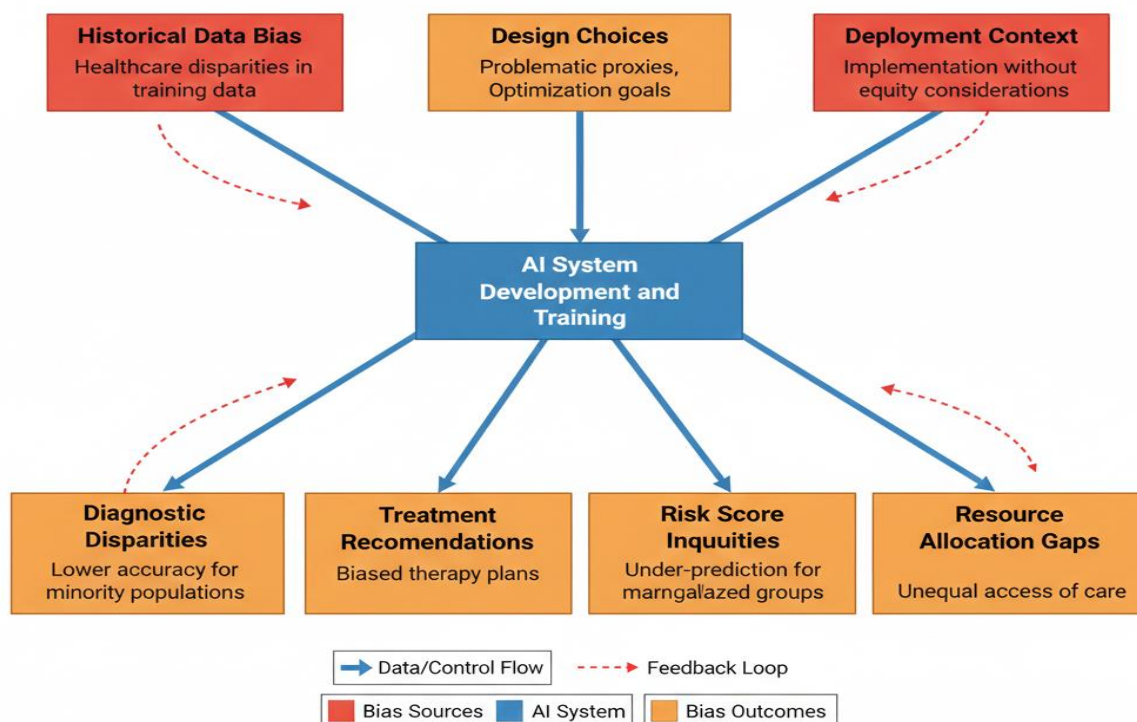 Historical Data Bias
Healthcare disparities in
training data
Design Choices
Problematic proxies,
Optimization goals
Deployment Context
Implementation without
equity considerations
AI System
Development and
Training
Diagnostic
Disparities
Lower accuracy for
minority populations
Treatment
Recomendations
Biased therapy plans
Risk Score
Inquuities
Under-prediction for
groups
Resource
Allocation Gaps
Unequal access of care
Data/Control Flow
Feedback Loop
Bias Sources
AI System
Bias Outcomes